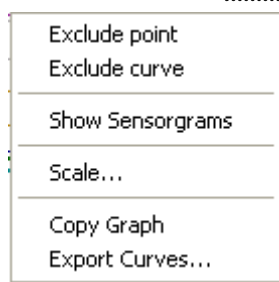 Exclude point
Exclude curve
Show Sensorgrams
Scale...
Copy Graph
Export Curves...